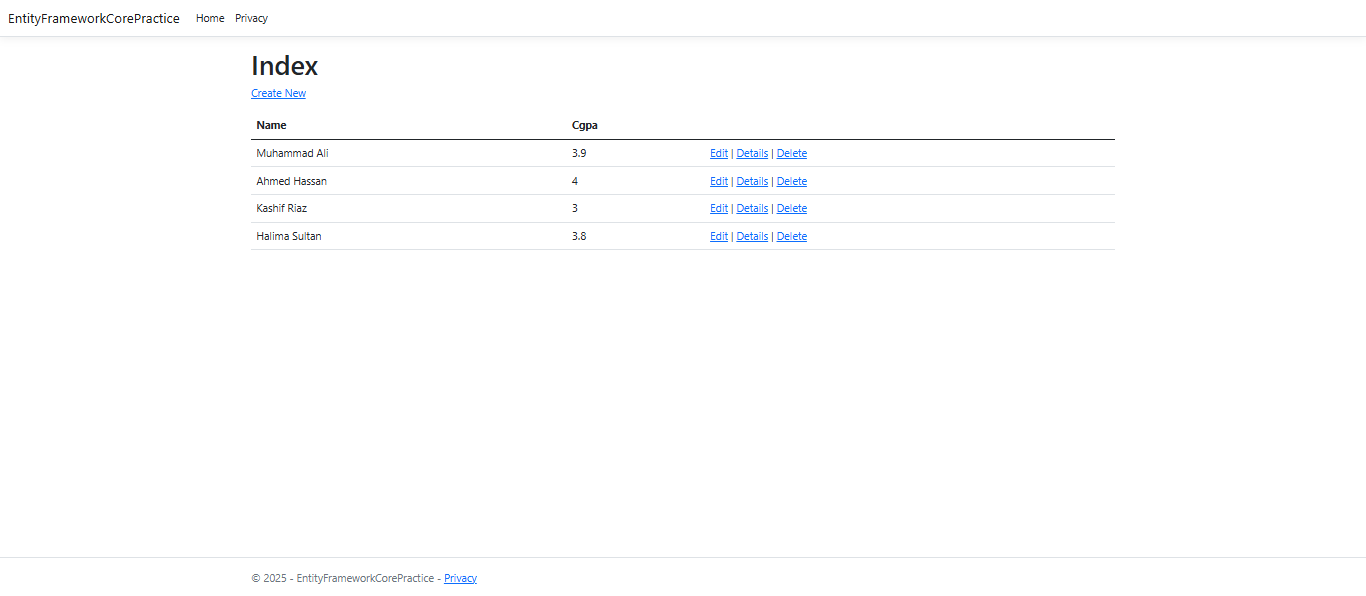 EntityFrameworkCorePractice Home Privacy
Index
Create New
Name Cgpa
Muhammad Ali 3.9 Edit | Details | Delete
Ahmed Hassan 4 Edit | Details | Delete
Kashif Riaz 3 Edit | Details | Delete
Halima Sultan 3.8 Edit | Details | Delete
© 2025 - EntityFrameworkCorePractice - Privacy